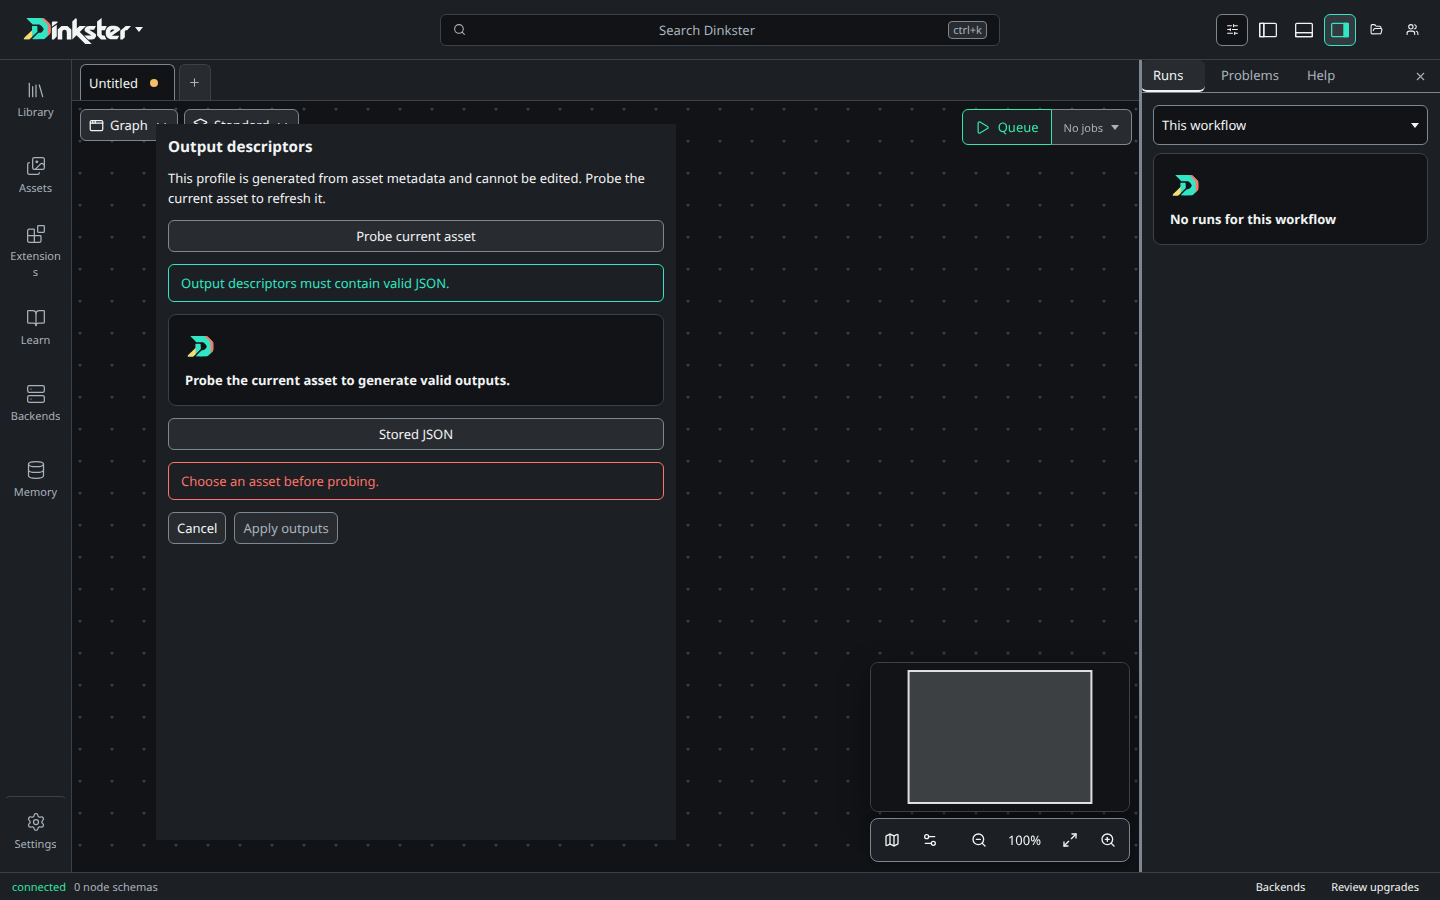 Dinkster
Search Dinkster
ctrl+k
Untitled
+
Library
Assets
Extension
s
Learn
Backends
Memory
Settings
Graph
Standard
Output descriptors
This profile is generated from asset metadata and cannot be edited. Probe the
current asset to refresh it.
Probe current asset
Output descriptors must contain valid JSON.
Probe the current asset to generate valid outputs.
Stored JSON
Choose an asset before probing.
Cancel
Apply outputs
Queue
No jobs
100%
Runs
Problems
Help
This workflow
No runs for this workflow
connected
0 node schemas
Backends
Review upgrades